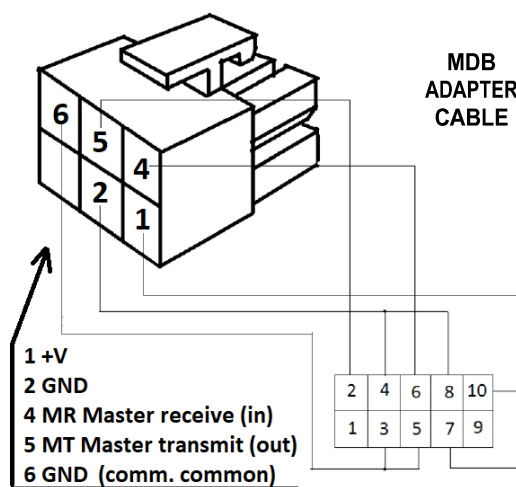 MDB
ADAPTER
CABLE
6
5
4
2
1
1 +V
2 GND
4 MR Master receive (in)
5 MT Master transmit (out)
6 GND (comm. common)
2 4 6 8 10
1 3 5 7 9